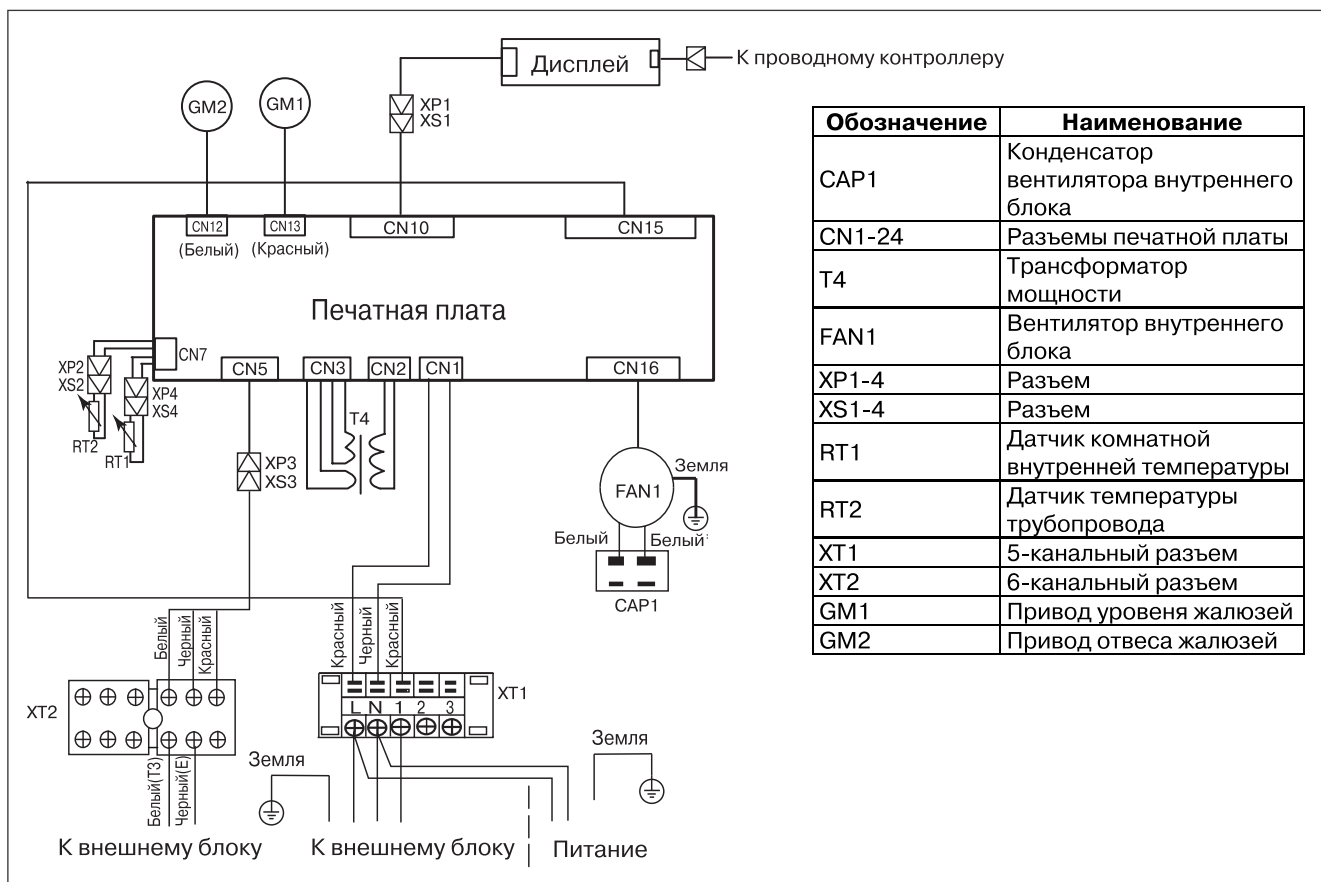 Дисплей
К проводному контроллеру
GM2
GM1
XP1
XS1
CN12
CN13
CN10
CN15
(Белый)
(Красный)
Печатная плата
CN7
CN5
CN3
CN2
CN1
CN16
XP2
XS2
XP4
XS4
RT2
RT1
T4
XP3
XS3
Земля
FAN1
Белый
Белый
CAP1
Белый
Черный
Красный
Красный
Черный
Красный
XT2
XT1
L N 1 2 3
Белый(Т3)
Черный(Е)
Земля
Земля
К внешнему блоку
К внешнему блоку
Питание
Обозначение Наименование
CAP1 Конденсатор
вентилятора внутреннего
блока
CN1-24 Разъемы печатной платы
T4 Трансформатор
мощности
FAN1 Вентилятор внутреннего
блока
XP1-4 Разъем
XS1-4 Разъем
RT1 Датчик комнатной
внутренней температуры
RT2 Датчик температуры
трубопровода
XT1 5-канальный разъем
XT2 6-канальный разъем
GM1 Привод уровеня жалюзей
GM2 Привод отвеса жалюзей